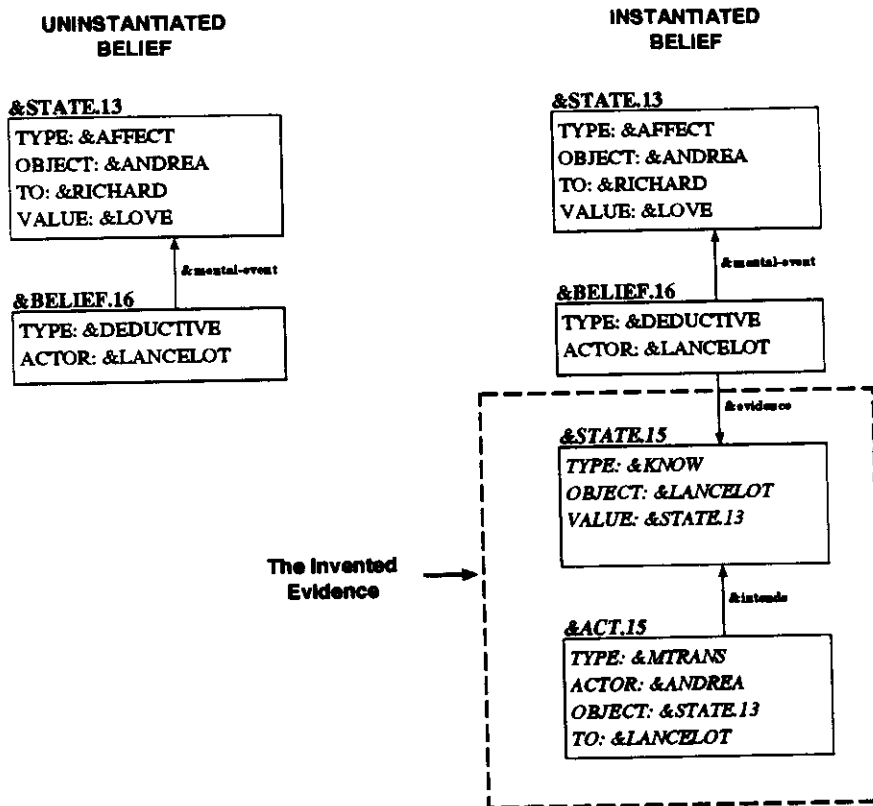 UNINSTANTIATED
BELIEF
&STATE.13
TYPE: &AFFECT
OBJECT: &ANDREA
TO: &RICHARD
VALUE: &LOVE
&mental-event
&BELIEF.16
TYPE: &DEDUCTIVE
ACTOR: &LANCELOT
INSTANTIATED
BELIEF
&STATE.13
TYPE: &AFFECT
OBJECT: &ANDREA
TO: &RICHARD
VALUE: &LOVE
&mental-event
&BELIEF.16
TYPE: &DEDUCTIVE
ACTOR: &LANCELOT
&evidence
&STATE.15
TYPE: &KNOW
OBJECT: &LANCELOT
VALUE: &STATE.13
The Invented
Evidence
&intends
&ACT.15
TYPE: &MTRANS
ACTOR: &ANDREA
OBJECT: &STATE.13
TO: &LANCELOT